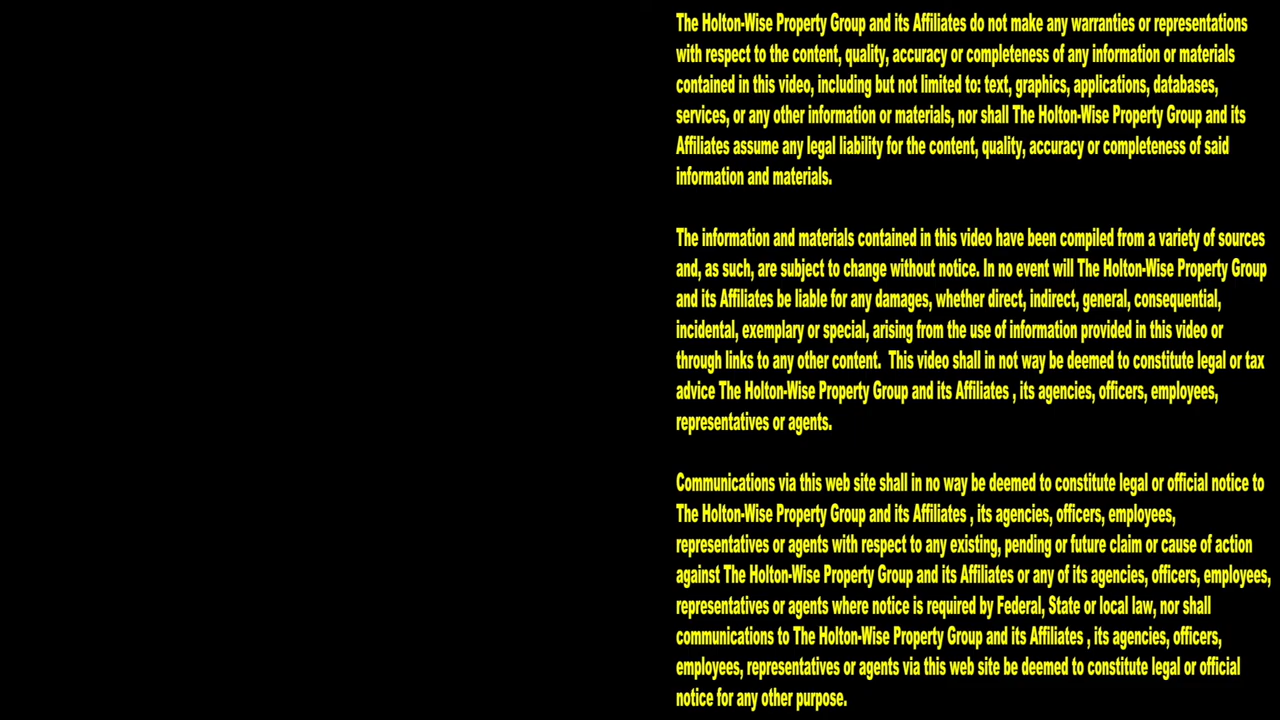 The Holton-Wise Property Group and its Affiliates do not make any warranties or representations
with respect to the content, quality, accuracy or completeness of any information or materials
contained in this video, including but not limited to: text, graphics, applications, databases,
services, or any other information or materials, nor shall The Holton-Wise Property Group and its
Affiliates assume any legal liability for the content, quality, accuracy or completeness of said
information and materials.
The information and materials contained in this video have been compiled from a variety of sources
and, as such, are subject to change without notice. In no event will The Holton-Wise Property Group
and its Affiliates be liable for any damages, whether direct, indirect, general, consequential,
incidental, exemplary or special, arising from the use of information provided in this video or
through links to any other content.  This video shall in not way be deemed to constitute legal or tax
advice The Holton-Wise Property Group and its Affiliates , its agencies, officers, employees,
representatives or agents.
Communications via this web site shall in no way be deemed to constitute legal or official notice to
The Holton-Wise Property Group and its Affiliates , its agencies, officers, employees,
representatives or agents with respect to any existing, pending or future claim or cause of action
against The Holton-Wise Property Group and its Affiliates or any of its agencies, officers, employees,
representatives or agents where notice is required by Federal, State or local law, nor shall
communications to The Holton-Wise Property Group and its Affiliates , its agencies, officers,
employees, representatives or agents via this web site be deemed to constitute legal or official
notice for any other purpose.